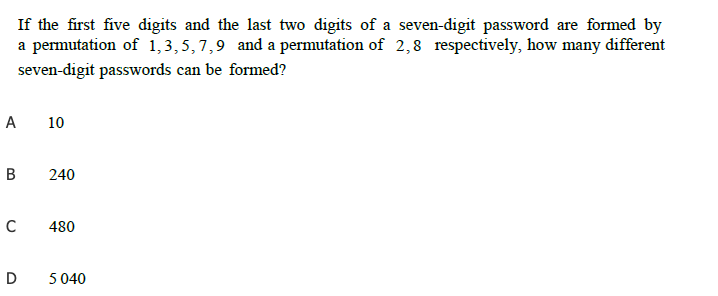 If the first five digits and the last two digits of a seven-digit password are formed by
a permutation of 1, 3, 5, 7, 9 and a permutation of 2, 8 respectively, how many different
seven-digit passwords can be formed?
A 10
B 240
C 480
D 5 040